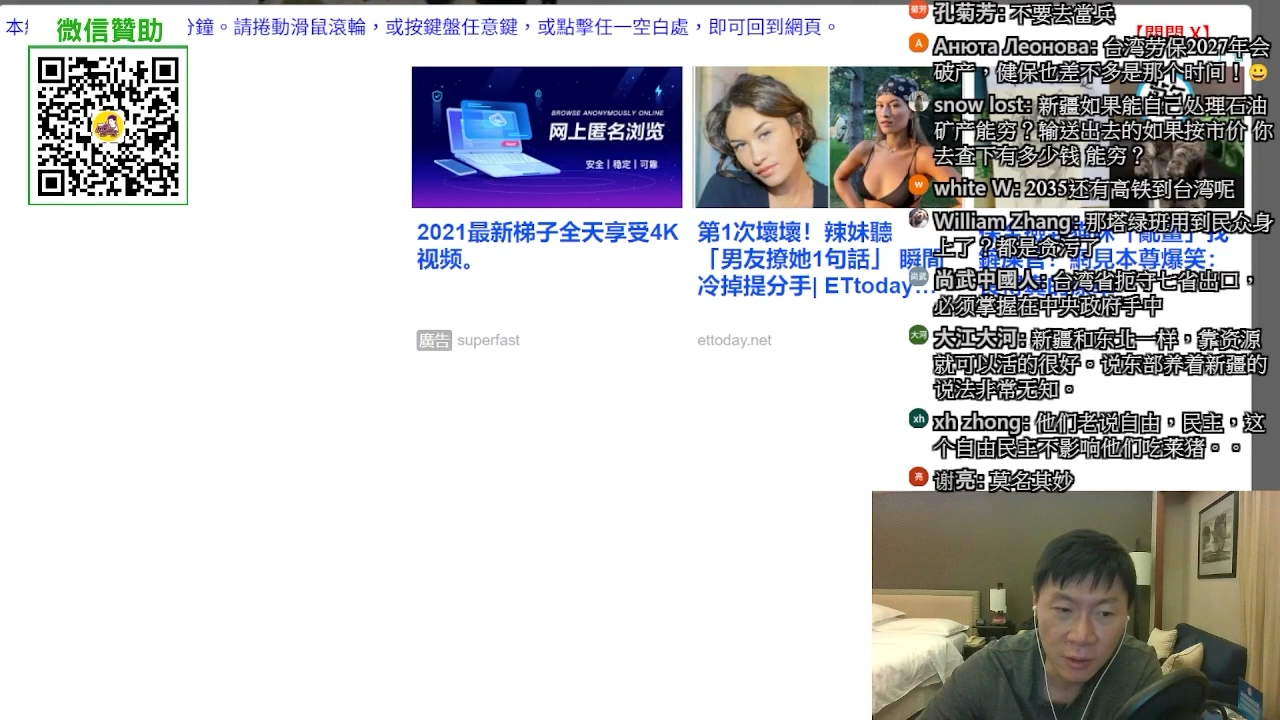 分鐘。請捲動滑鼠滾輪，或按鍵盤任意鍵，或點擊任一空白處，即可回到網頁。
微信贊助
BROWSE ANONYMOUSLY ONLINE
网上匿名浏览
安全 | 稳定 | 可靠
2021最新梯子全天享受4K
视频。
廣告 superfast
第1次壞壞！辣妹聽
「男友撩她1句話」 瞬間
冷掉提分手| ETtoday…
ettoday.net
孔菊芳: 不要去當兵
Анюта Леонова: 台湾劳保2027年会
破产，健保也差不多是那个时间！😀
snow lost: 新疆如果能自己处理石油
矿产能穷？输送出去的如果按市价 你
去查下有多少钱 能穷？
white W: 2035还有高铁到台湾呢
William Zhang: 那塔绿班用到民众身
上了？都是贪污了
尚武中國人: 台湾省扼守七省出口，
必须掌握在中央政府手中
大江大河: 新疆和东北一样，靠资源
就可以活的很好。说东部养着新疆的
说法非常无知。
xh zhong: 他们老说自由，民主，这
个自由民主不影响他们吃莱猪。。
谢亮: 莫名其妙